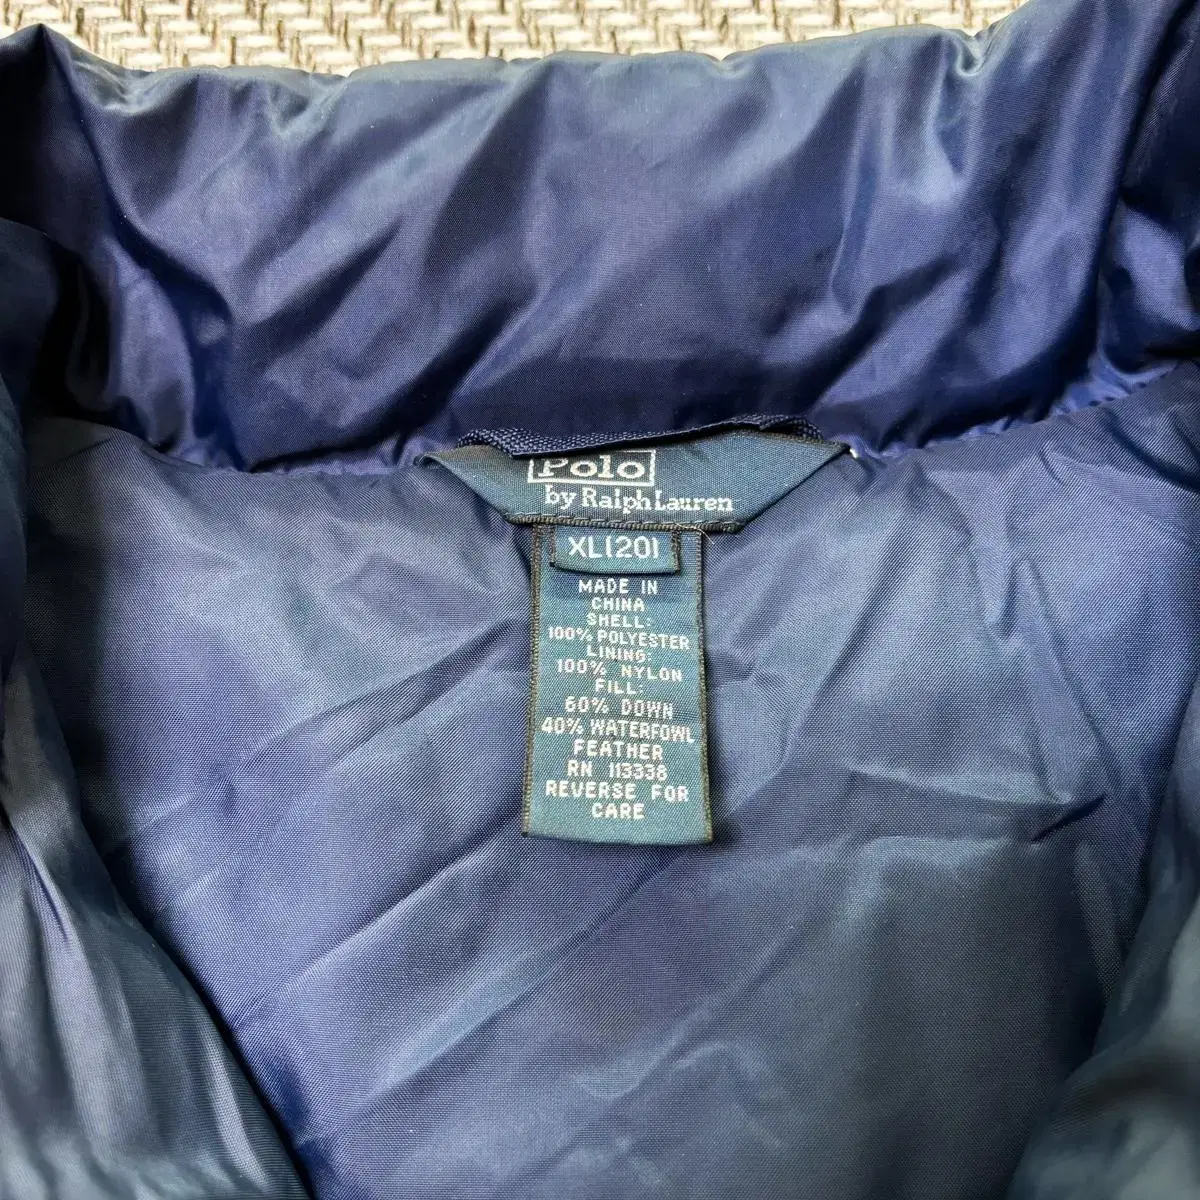 Polo
by Ralph Lauren
XL(20)
MADE IN
CHINA
SHELL:
100% POLYESTER
LINING:
100% NYLON
FILL:
60% DOWN
40% WATERFOWL
FEATHER
RN 113338
REVERSE FOR
CARE